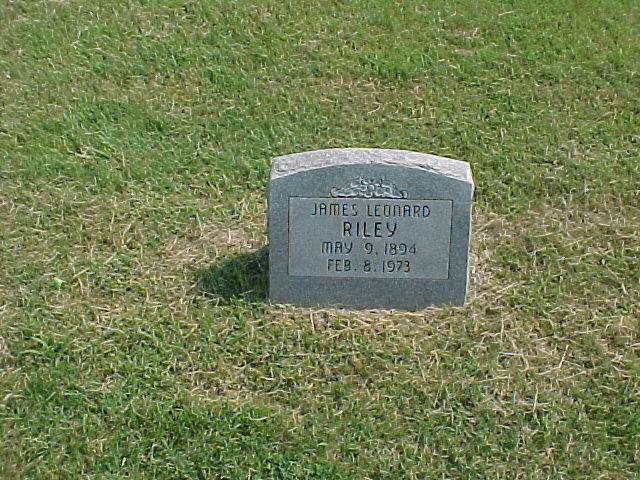 JAMES LEONARD
RILEY
MAY 9, 1894
FEB. 8, 1973